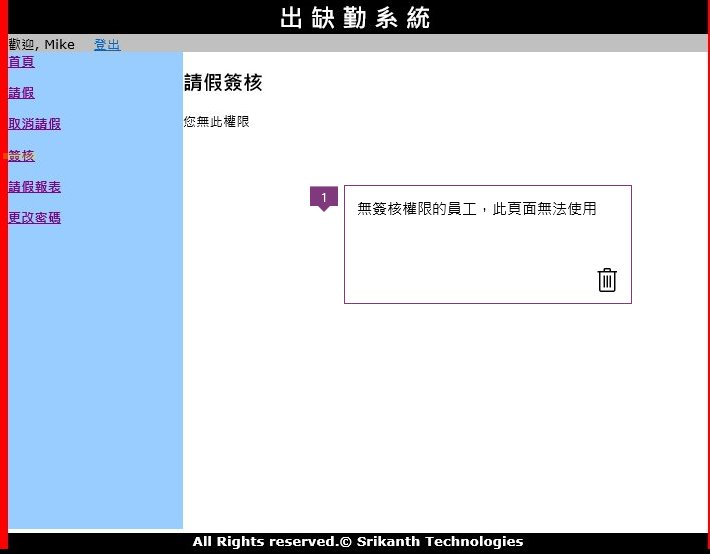 出缺勤系統
歡迎, Mike 登出
首頁
請假
取消請假
簽核
請假報表
更改密碼
請假簽核
您無此權限
1
無簽核權限的員工，此頁面無法使用
All Rights reserved.© Srikanth Technologies